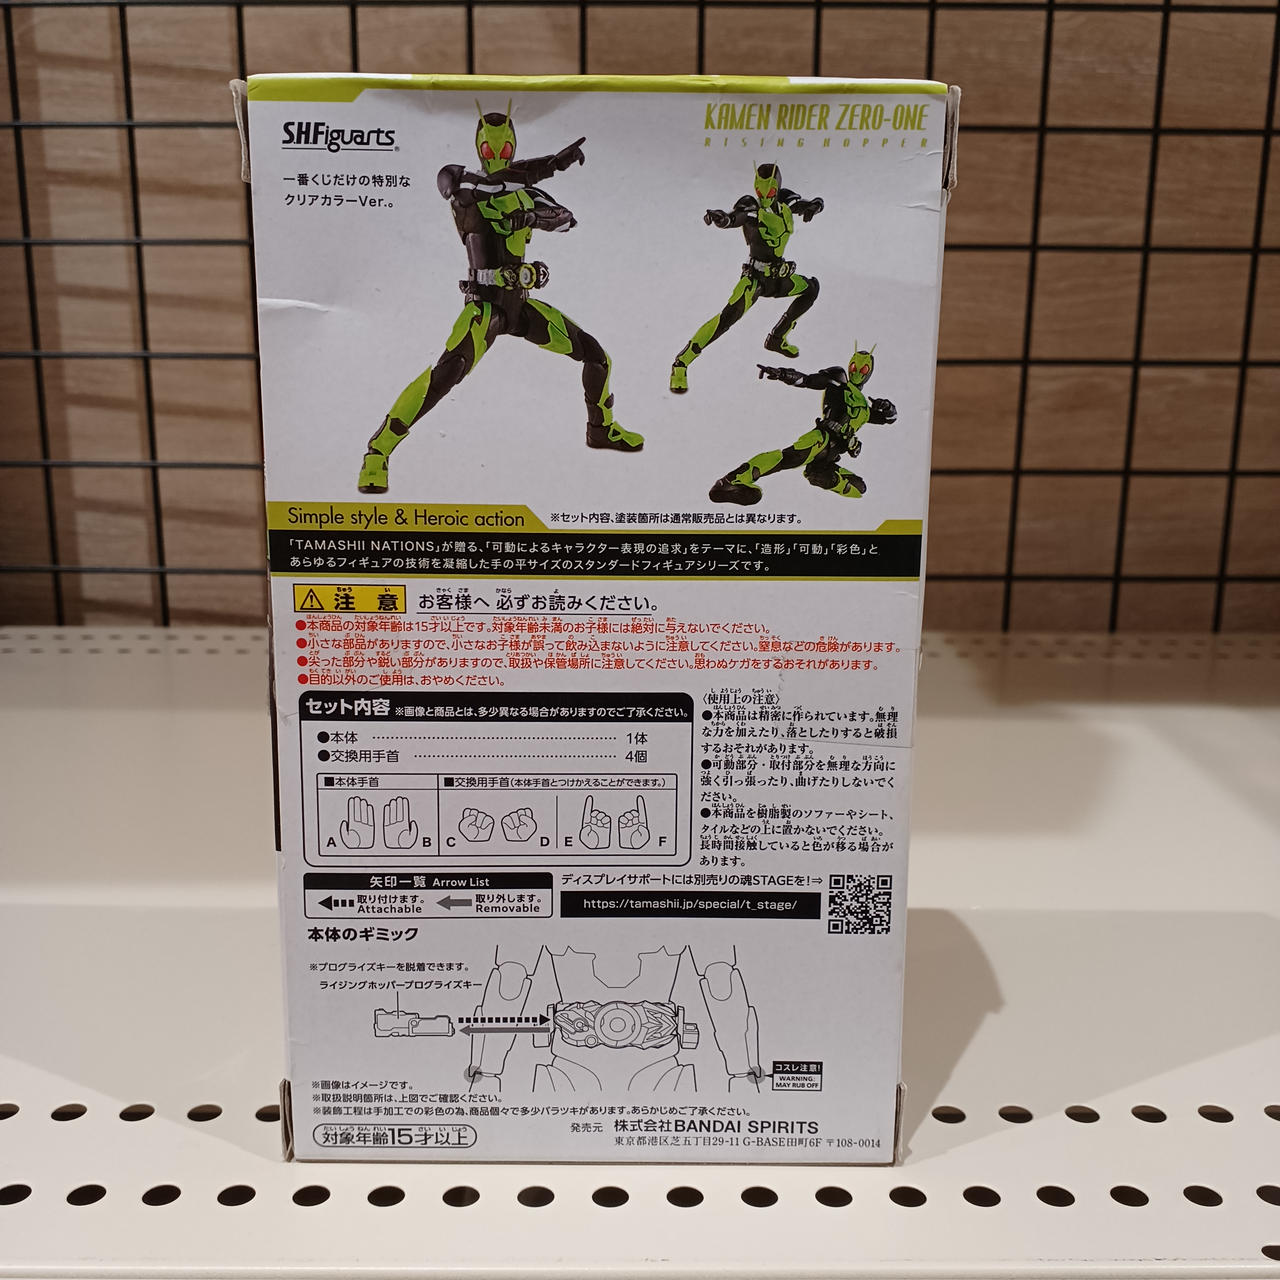 S.H.Figuarts®
KAMEN RIDER ZERO-ONE
RISING HOPPER
一番くじだけの特別な
クリアカラーVer.。
Simple style & Heroic action
※セット内容、塗装箇所は通常販売品とは異なります。
「TAMASHII NATIONS」が贈る、「可動によるキャラクター表現の追求」をテーマに、「造形」「可動」「彩色」と
あらゆるフィギュアの技術を凝縮した手の平サイズのスタンダードフィギュアシリーズです。
注意 お客様へ 必ずお読みください。
●本商品の対象年齢は15才以上です。対象年齢未満のお子様には絶対に与えないでください。
●小さな部品がありますので、小さなお子様が誤って飲み込まないように注意してください。窒息などの危険があります。
●尖った部分や鋭い部分がありますので、取扱や保管場所に注意してください。思わぬケガをするおそれがあります。
●目的以外のご使用は、おやめください。
セット内容 ※画像と商品とは、多少異なる場合がありますのでご了承ください。
●本体 1体
●交換用手首 4個
■本体手首
■交換用手首(本体手首とつけかえることができます。)
A B C D E F
〈使用上の注意〉
●本商品は精密に作られています。無理
な力を加えたり、落としたりすると破損
するおそれがあります。
●可動部分・取付部分を無理な方向に
強く引っ張ったり、曲げたりしないでく
ださい。
●本商品を樹脂製のソファーやシート、
タイルなどの上に置かないでください。
長時間接触していると色が移る場合が
あります。
矢印一覧 Arrow List
取り付けます。 取り外します。
Attachable Removable
ディスプレイサポートには別売りの魂STAGEを!⇒
https://tamashii.jp/special/t_stage/
本体のギミック
※プログライズキーを脱着できます。
ライジングホッパープログライズキー
コスレ注意!
WARNING:
MAY RUB OFF
※画像はイメージです。
※取扱説明箇所は、上図でご確認ください。
※装飾工程は手加工での彩色の為、商品個々で多少バラツキがあります。あらかじめご了承ください。
対象年齢15才以上
発売元 株式会社BANDAI SPIRITS
東京都港区芝五丁目29-11 G-BASE田町6F 〒108-0014